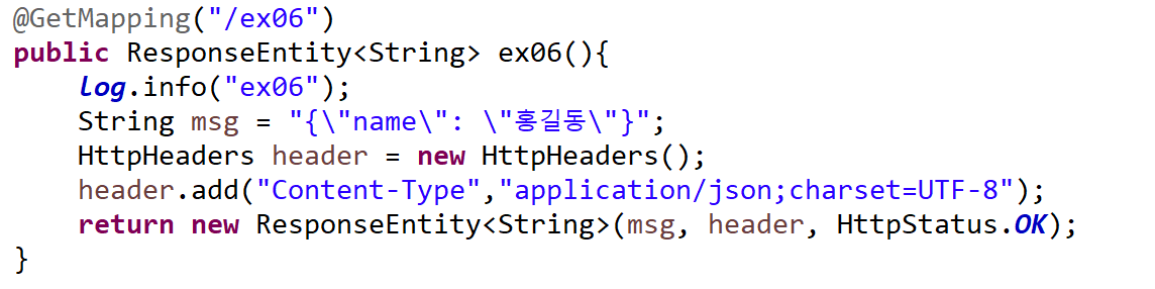 @GetMapping("/ex06")
public ResponseEntity<String> ex06(){
    log.info("ex06");
    String msg = "{\"name\": \"홍길동\"}";
    HttpHeaders header = new HttpHeaders();
    header.add("Content-Type","application/json;charset=UTF-8");
    return new ResponseEntity<String>(msg, header, HttpStatus.OK);
}